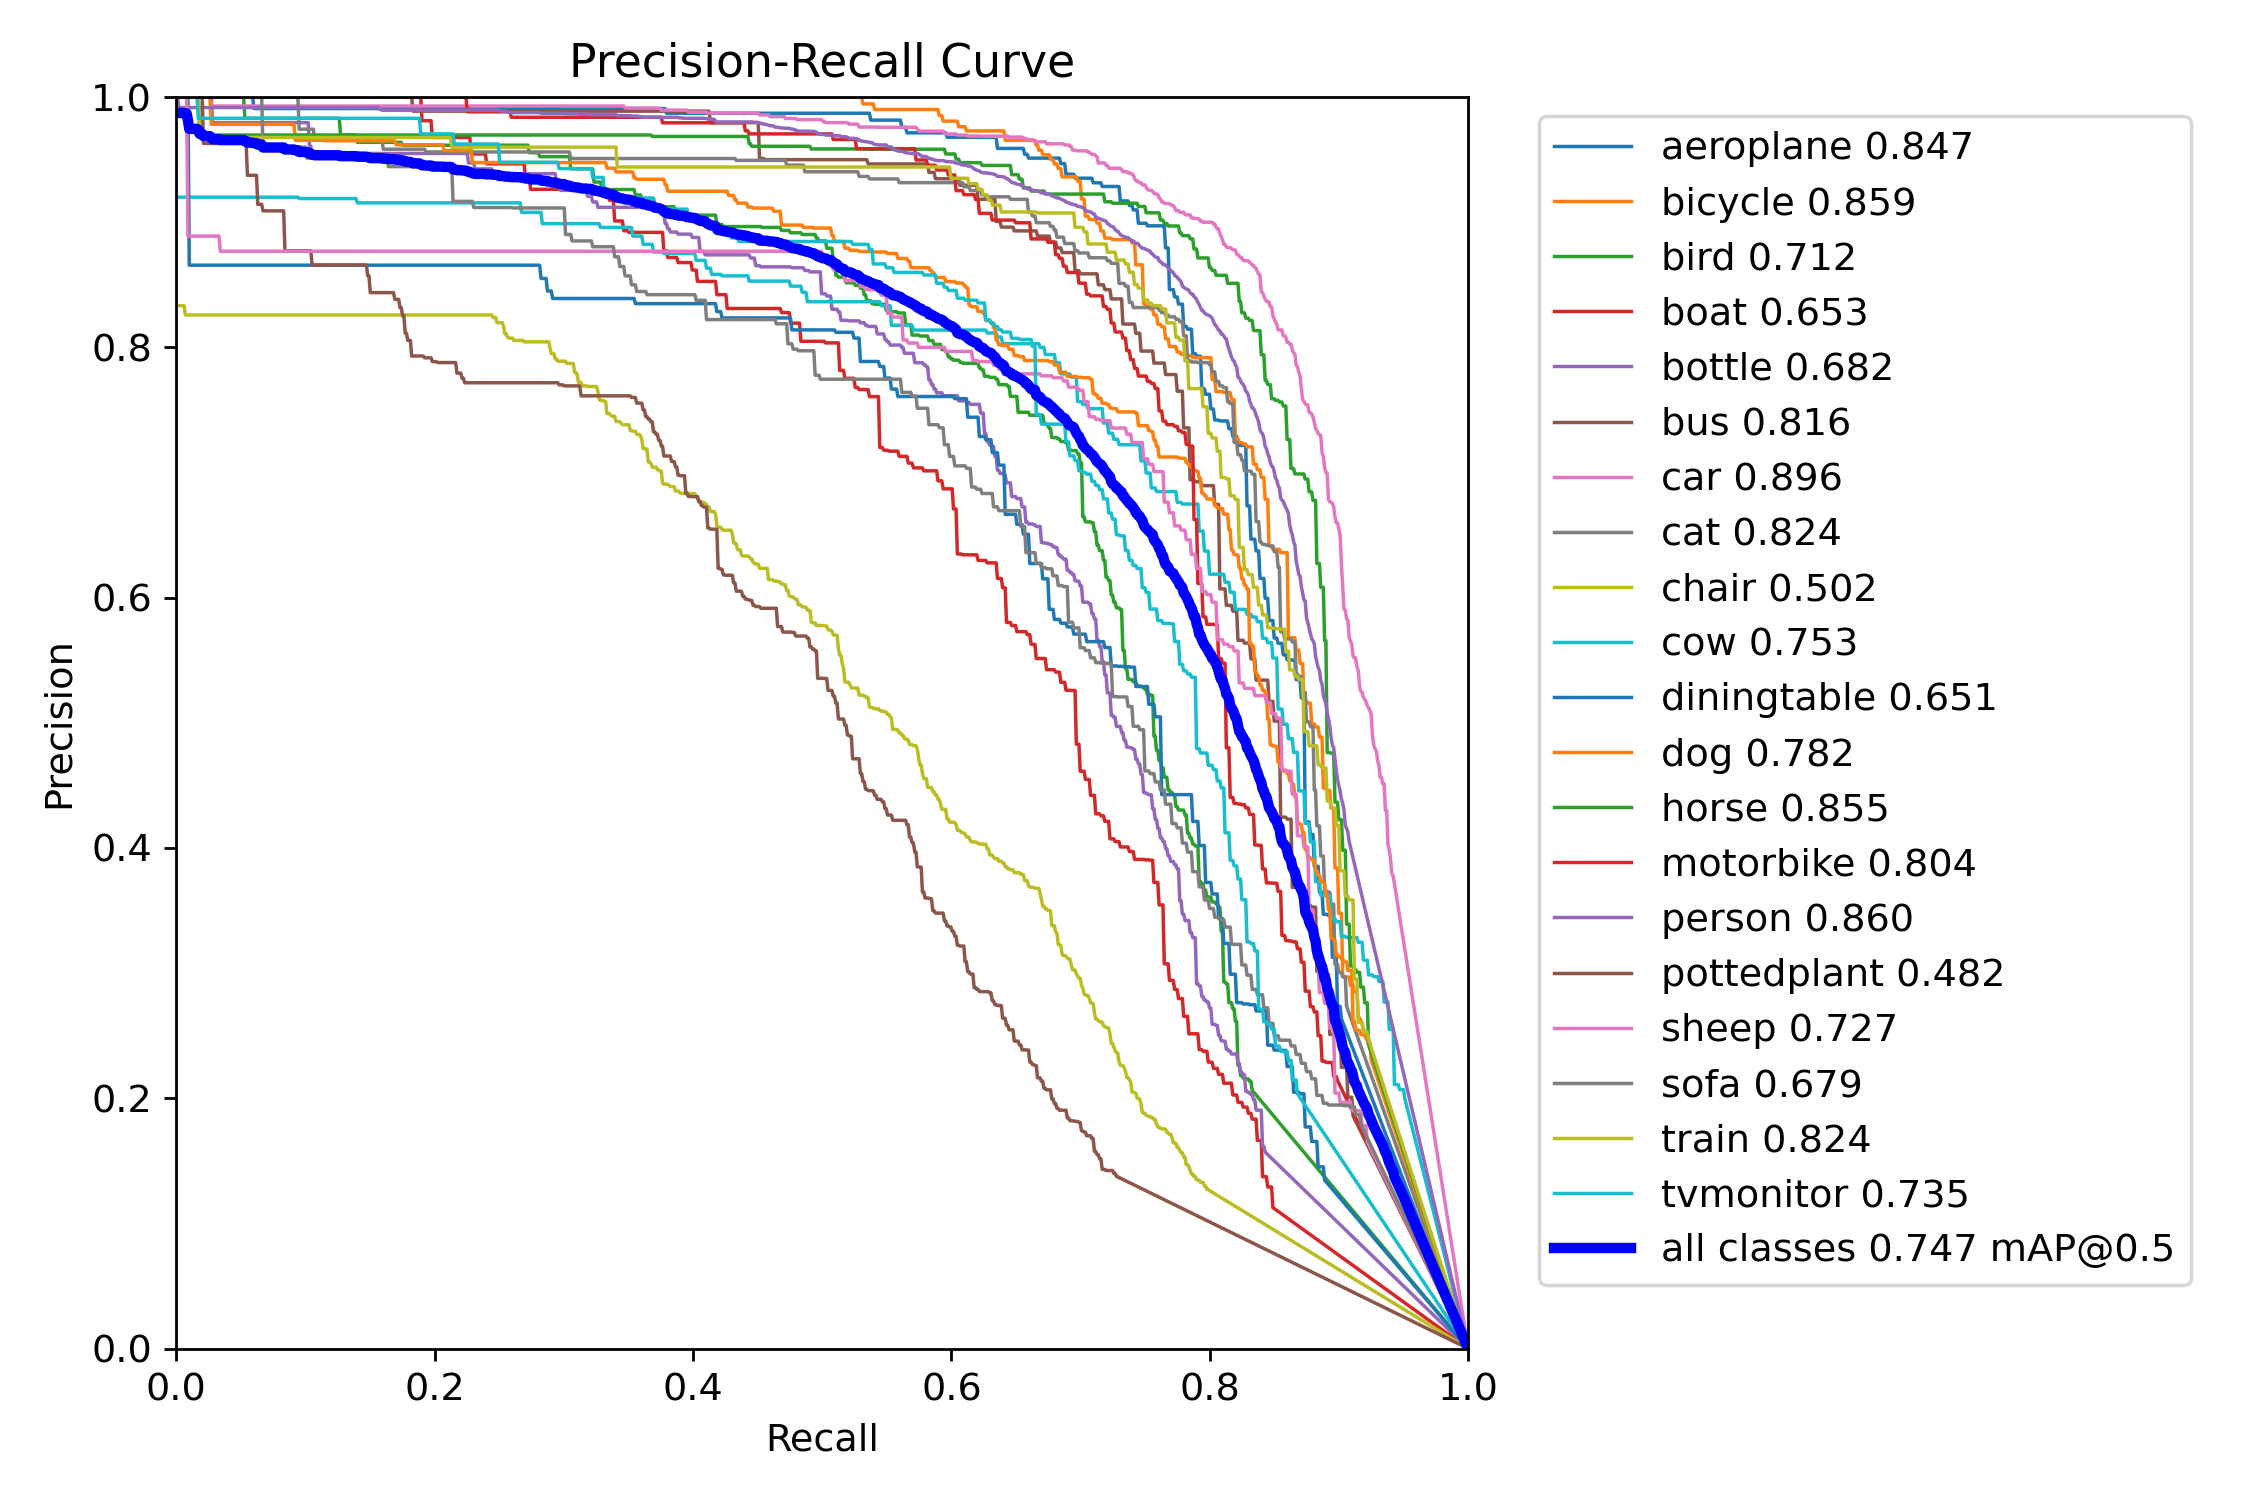 Precision-Recall Curve
1.0
0.8
0.6
0.4
0.2
0.0
Precision
0.0 0.2 0.4 0.6 0.8 1.0
Recall
aeroplane 0.847
bicycle 0.859
bird 0.712
boat 0.653
bottle 0.682
bus 0.816
car 0.896
cat 0.824
chair 0.502
cow 0.753
diningtable 0.651
dog 0.782
horse 0.855
motorbike 0.804
person 0.860
pottedplant 0.482
sheep 0.727
sofa 0.679
train 0.824
tvmonitor 0.735
all classes 0.747 mAP@0.5